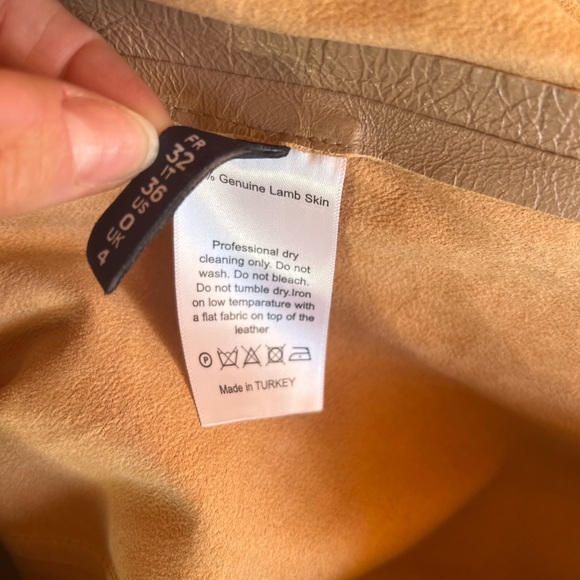 FR
32
IT
36
US
0
UK
4
% Genuine Lamb Skin
Professional dry
cleaning only. Do not
wash. Do not bleach.
Do not tumble dry.Iron
on low temparature with
a flat fabric on top of the
leather
P
Made in TURKEY